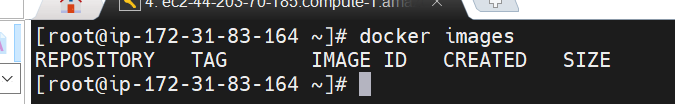 4. ec2-44-203-70-185.compute-1.ama
[root@ip-172-31-83-164 ~]# docker images
REPOSITORY   TAG       IMAGE ID   CREATED   SIZE
[root@ip-172-31-83-164 ~]#